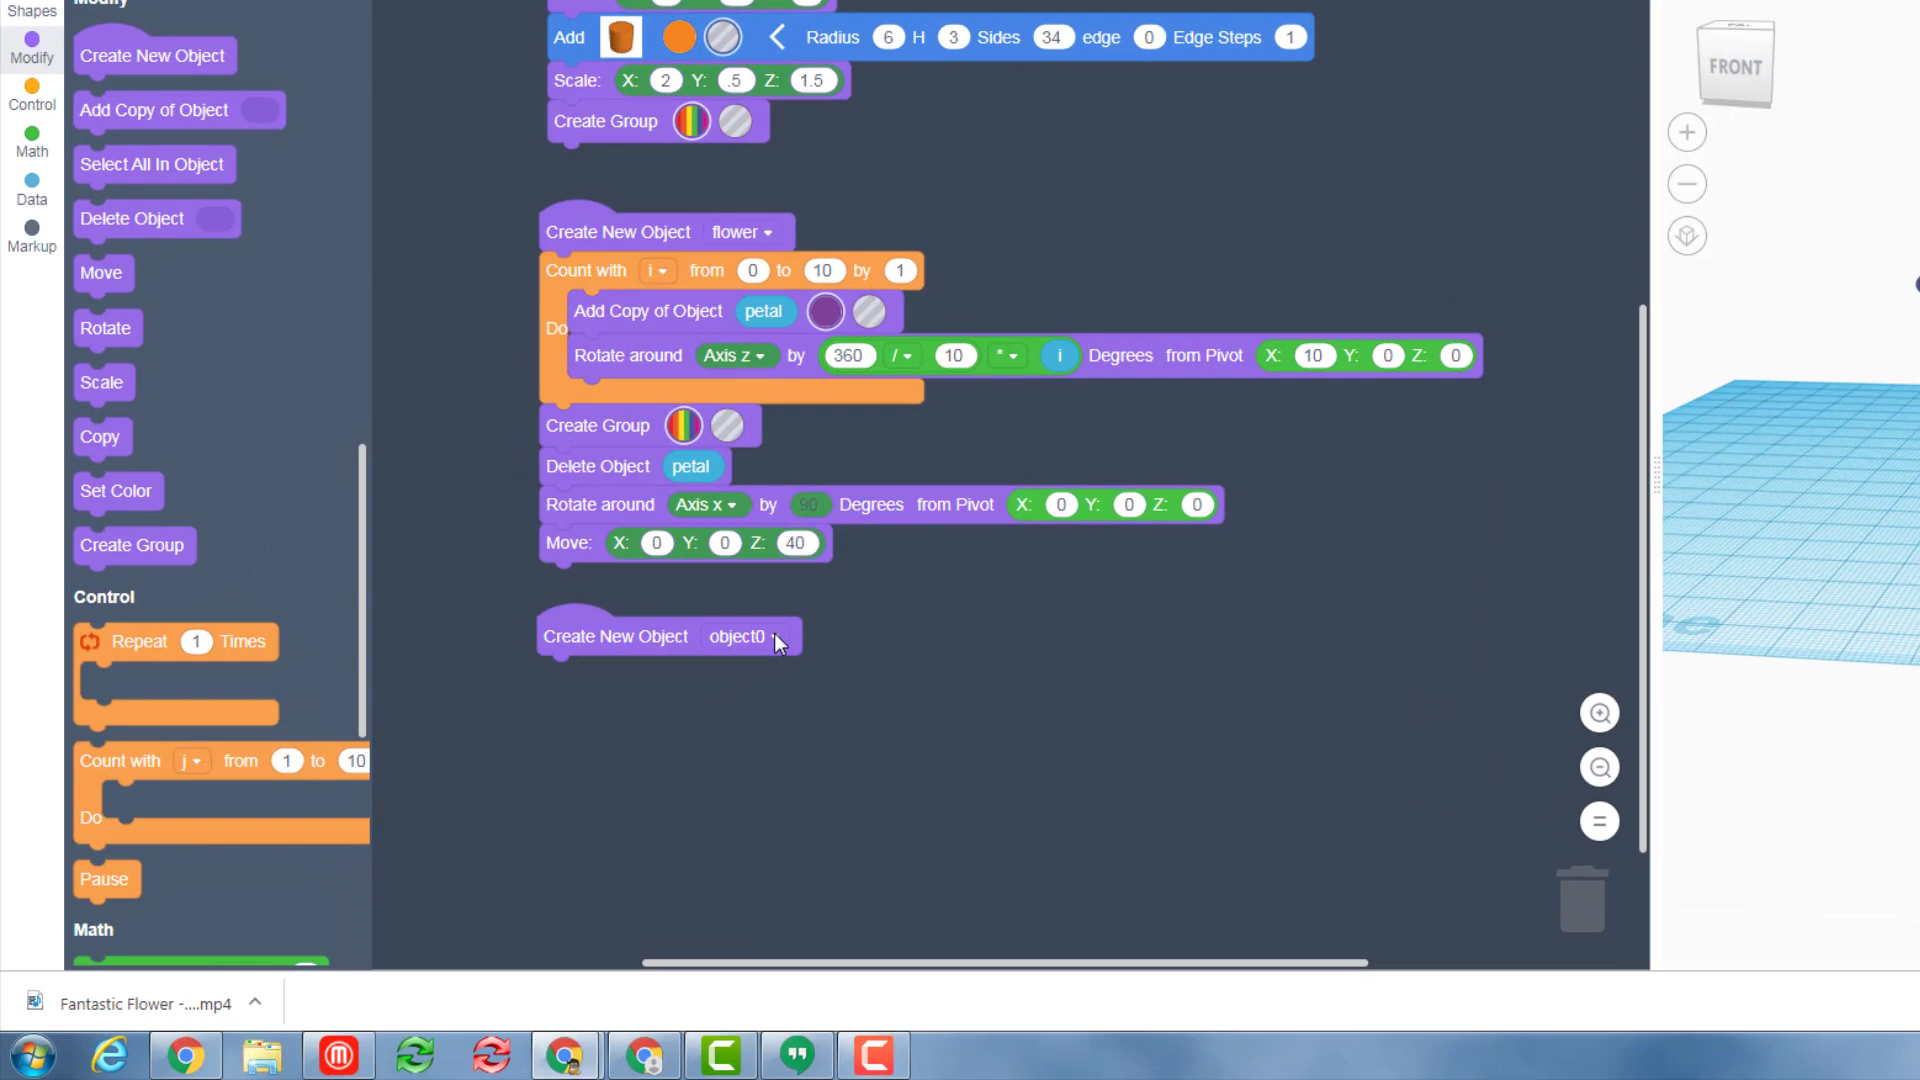 Shapes
Modify
Control
Math
Data
Markup
Modify
Create New Object
Add Copy of Object
Select All In Object
Delete Object
Move
Rotate
Scale
Copy
Set Color
Create Group
Control
Repeat 1 Times
Count with j from 1 to 10
Do
Pause
Math
Add Radius 6 H 3 Sides 34 edge 0 Edge Steps 1
Scale: X: 2 Y: .5 Z: 1.5
Create Group
Create New Object flower
Count with i from 0 to 10 by 1
Do
Add Copy of Object petal
Rotate around Axis z by 360 / 10 * i Degrees from Pivot X: 10 Y: 0 Z: 0
Create Group
Delete Object petal
Rotate around Axis x by 90 Degrees from Pivot X: 0 Y: 0 Z: 0
Move: X: 0 Y: 0 Z: 40
Create New Object object0
FRONT
Fantastic Flower -....mp4